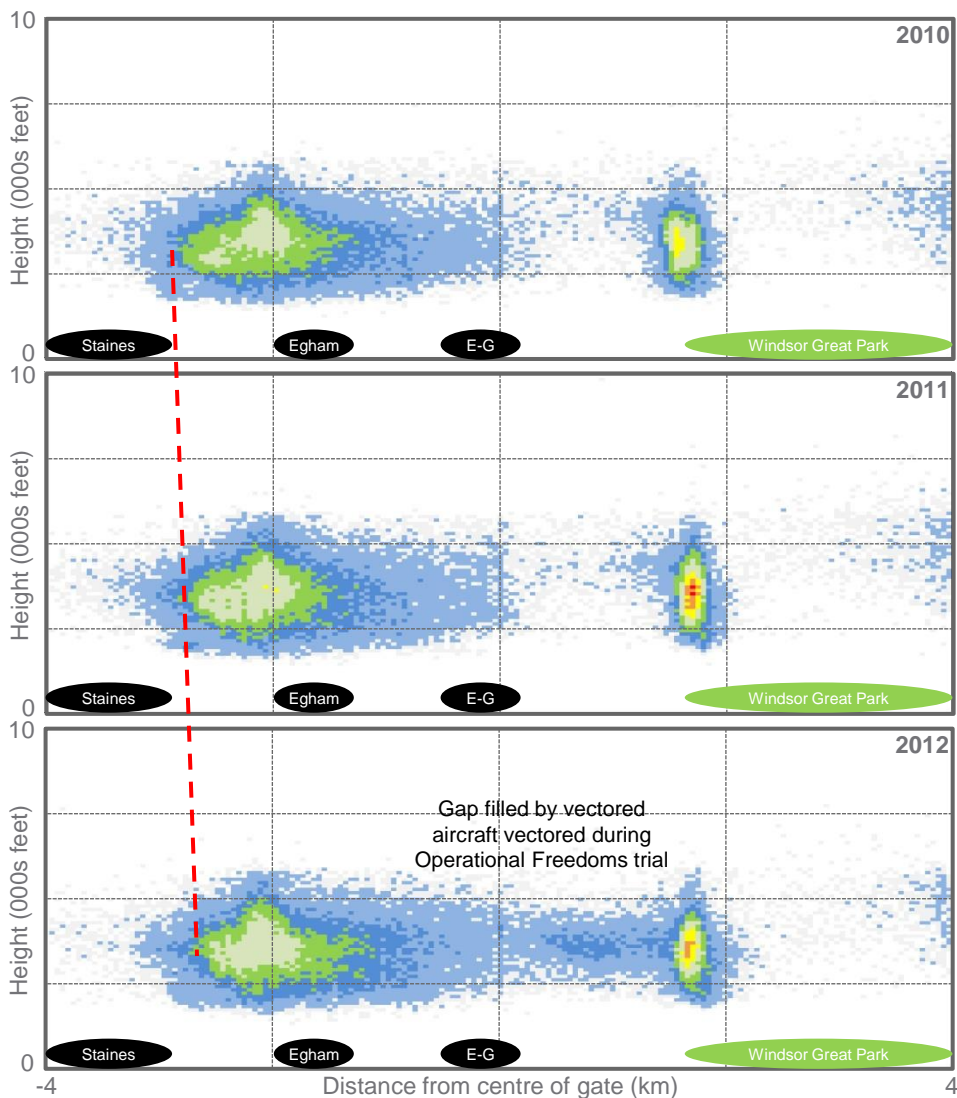 10
2010
Height (000s feet)
0
Staines
Egham
E-G
Windsor Great Park
10
2011
Height (000s feet)
0
Staines
Egham
E-G
Windsor Great Park
10
2012
Gap filled by vectored
aircraft vectored during
Operational Freedoms trial
Height (000s feet)
0
Staines
Egham
E-G
Windsor Great Park
-4
Distance from centre of gate (km)
4